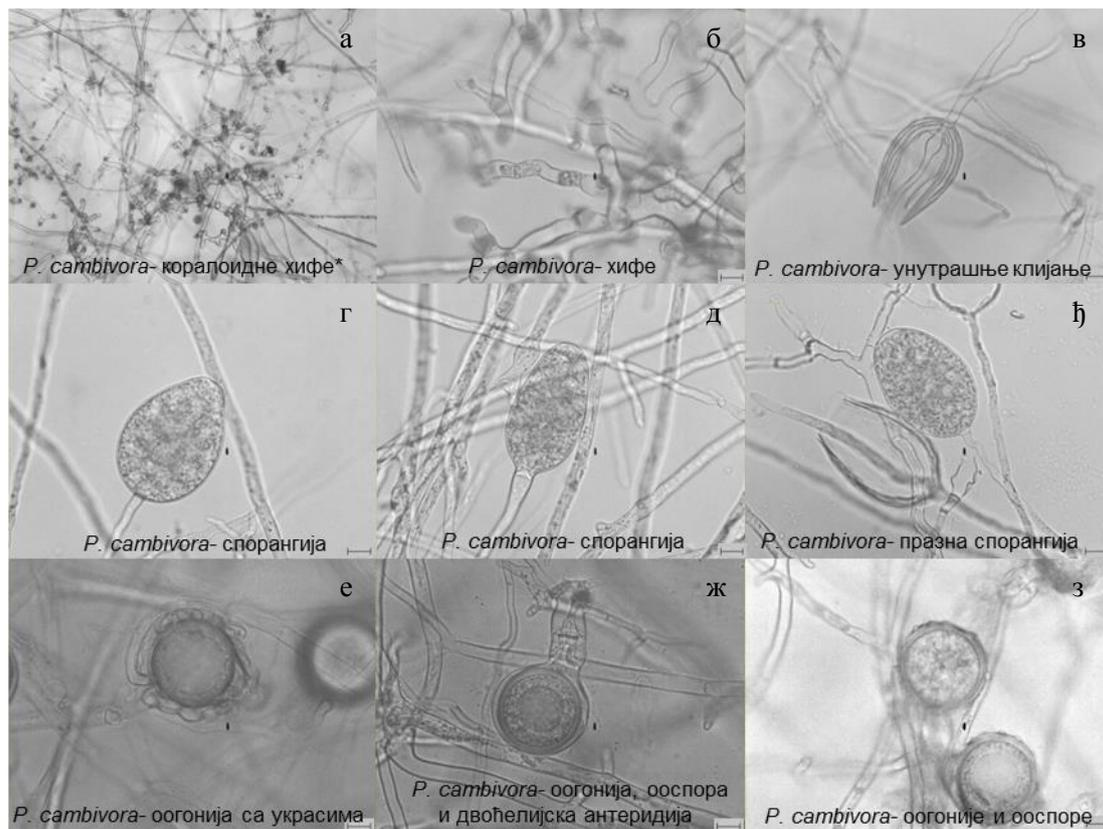 а
P. cambivora- коралоидне хифе*
б
P. cambivora- хифе
в
P. cambivora- унутрашње клијање
г
P. cambivora- спорангија
д
P. cambivora- спорангија
ђ
P. cambivora- празна спорангија
е
P. cambivora- оогонија са украсима
ж
P. cambivora- оогонија, ооспора
и двоћелијска антеридија
з
P. cambivora- оогоније и ооспоре